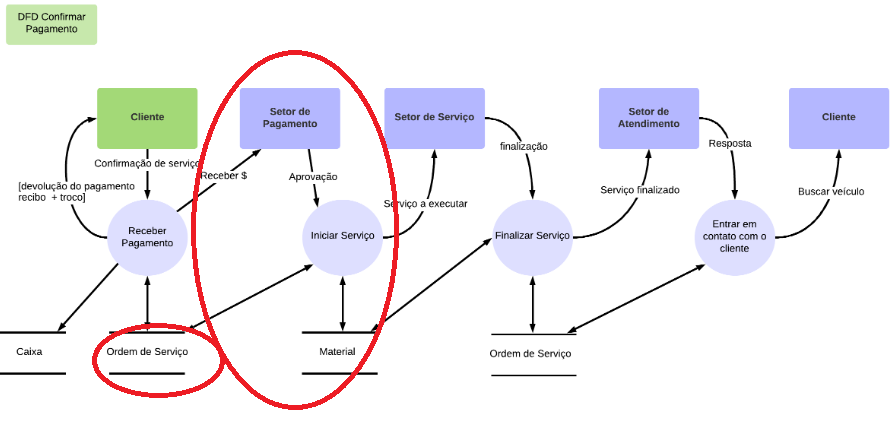 DFD Confirmar
Pagamento
Cliente
Setor de
Pagamento
Setor de Serviço
Setor de
Atendimento
Cliente
Confirmação de serviço
Receber $
Aprovação
finalização
Resposta
[devolução do pagamento
recibo + troco]
Serviço a executar
Serviço finalizado
Buscar veículo
Receber
Pagamento
Iniciar Serviço
Finalizar Serviço
Entrar em
contato com o
cliente
Caixa
Ordem de Serviço
Material
Ordem de Serviço